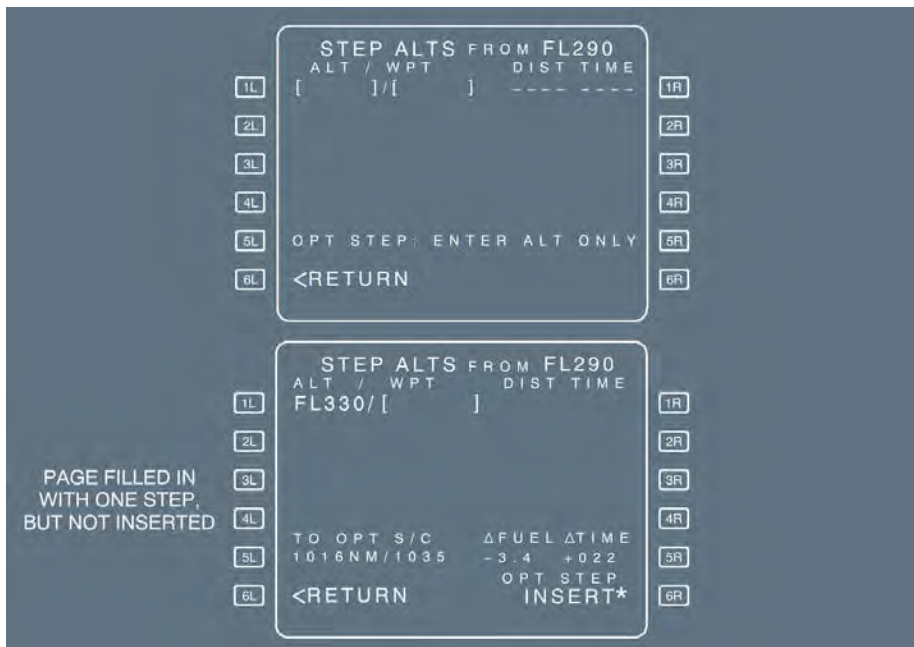 STEP ALTS FROM FL290
ALT / WPT DIST TIME
1L [ ]/[ ] ---- ---- 1R
2L 2R
3L 3R
4L 4R
5L OPT STEP: ENTER ALT ONLY 5R
6L <RETURN 6R
STEP ALTS FROM FL290
ALT / WPT DIST TIME
1L FL330/[ ] 1R
2L 2R
PAGE FILLED IN
WITH ONE STEP,
BUT NOT INSERTED
3L 3R
4L 4R
TO OPT S/C ΔFUEL ΔTIME
5L 1016NM/1035 -3.4 +022 5R
OPT STEP
6L <RETURN INSERT* 6R